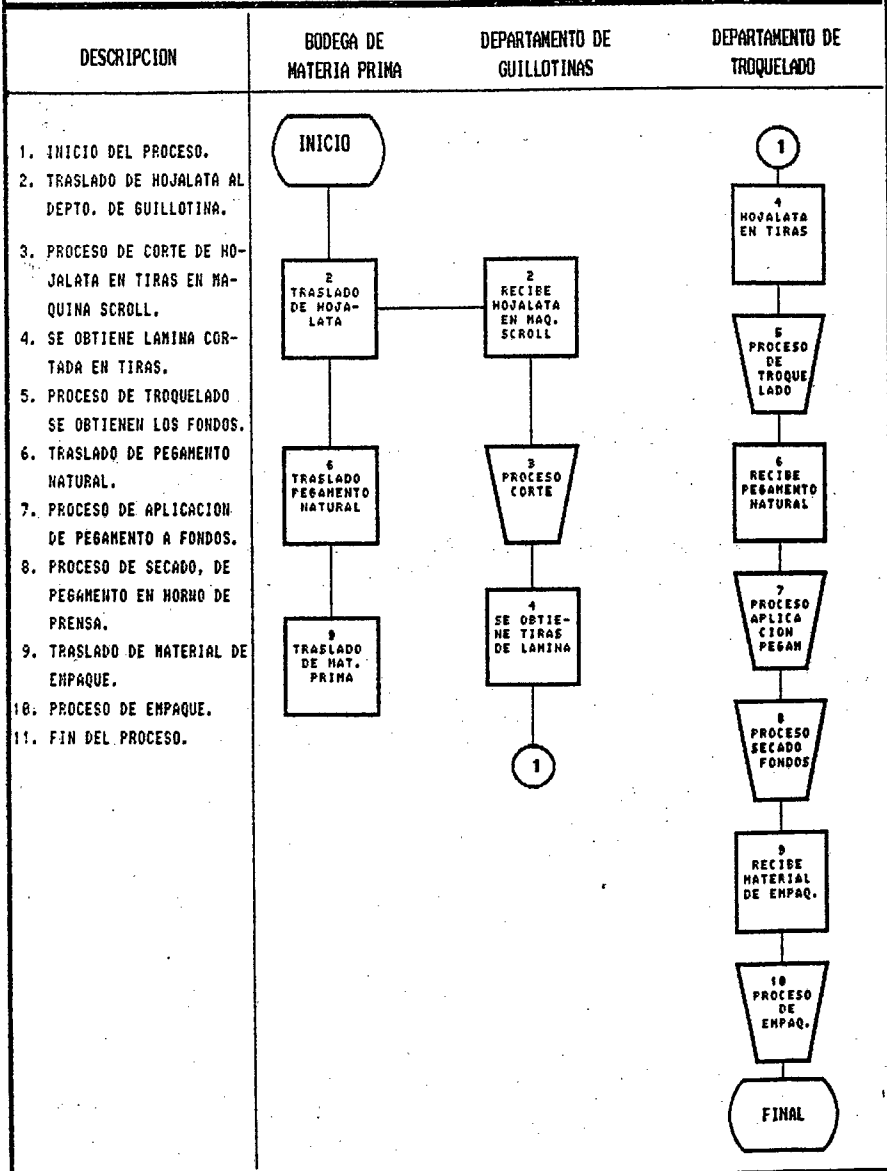 DESCRIPCION
BODEGA DE
MATERIA PRIMA
DEPARTAMENTO DE
GUILLOTINAS
DEPARTAMENTO DE
TROQUELADO
1. INICIO DEL PROCESO.
2. TRASLADO DE HOJALATA AL
DEPTO. DE GUILLOTINA.
3. PROCESO DE CORTE DE HO-
JALATA EN TIRAS EN MA-
QUINA SCROLL.
4. SE OBTIENE LAMINA COR-
TADA EN TIRAS.
5. PROCESO DE TROQUELADO
SE OBTIENEN LOS FONDOS.
6. TRASLADO DE PEGAMENTO
NATURAL.
7. PROCESO DE APLICACION
DE PEGAMENTO A FONDOS.
8. PROCESO DE SECADO, DE
PEGAMENTO EN HORNO DE
PRENSA.
9. TRASLADO DE MATERIAL DE
EMPAQUE.
10. PROCESO DE EMPAQUE.
11. FIN DEL PROCESO.
INICIO
2
TRASLADO
DE HOJA-
LATA
6
TRASLADO
PEGAMENTO
NATURAL
9
TRASLADO
DE MAT.
PRIMA
2
RECIBE
HOJALATA
EN MAQ.
SCROLL
3
PROCESO
CORTE
4
SE OBTIE-
NE TIRAS
DE LAMINA
1
1
4
HOJALATA
EN TIRAS
5
PROCESO
DE
TROQUE
LADO
6
RECIBE
PEGAMENTO
NATURAL
7
PROCESO
APLICA
CION
PEGAM
8
PROCESO
SECADO
FONDOS
9
RECIBE
MATERIAL
DE EMPAQ.
10
PROCESO
DE
EMPAQ.
FINAL